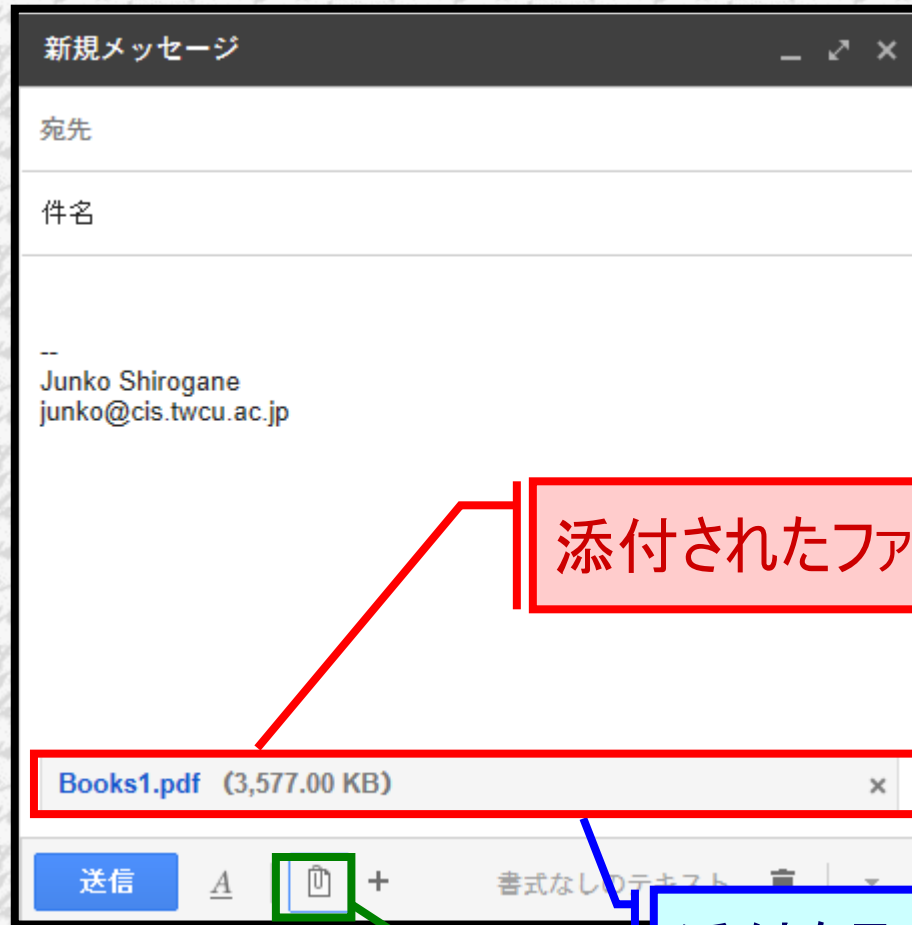 新規メッセージ
宛先
件名
--
Junko Shirogane
junko@cis.twcu.ac.jp
添付されたファ
Books1.pdf (3,577.00 KB)
送信 A 書式なしのテキスト